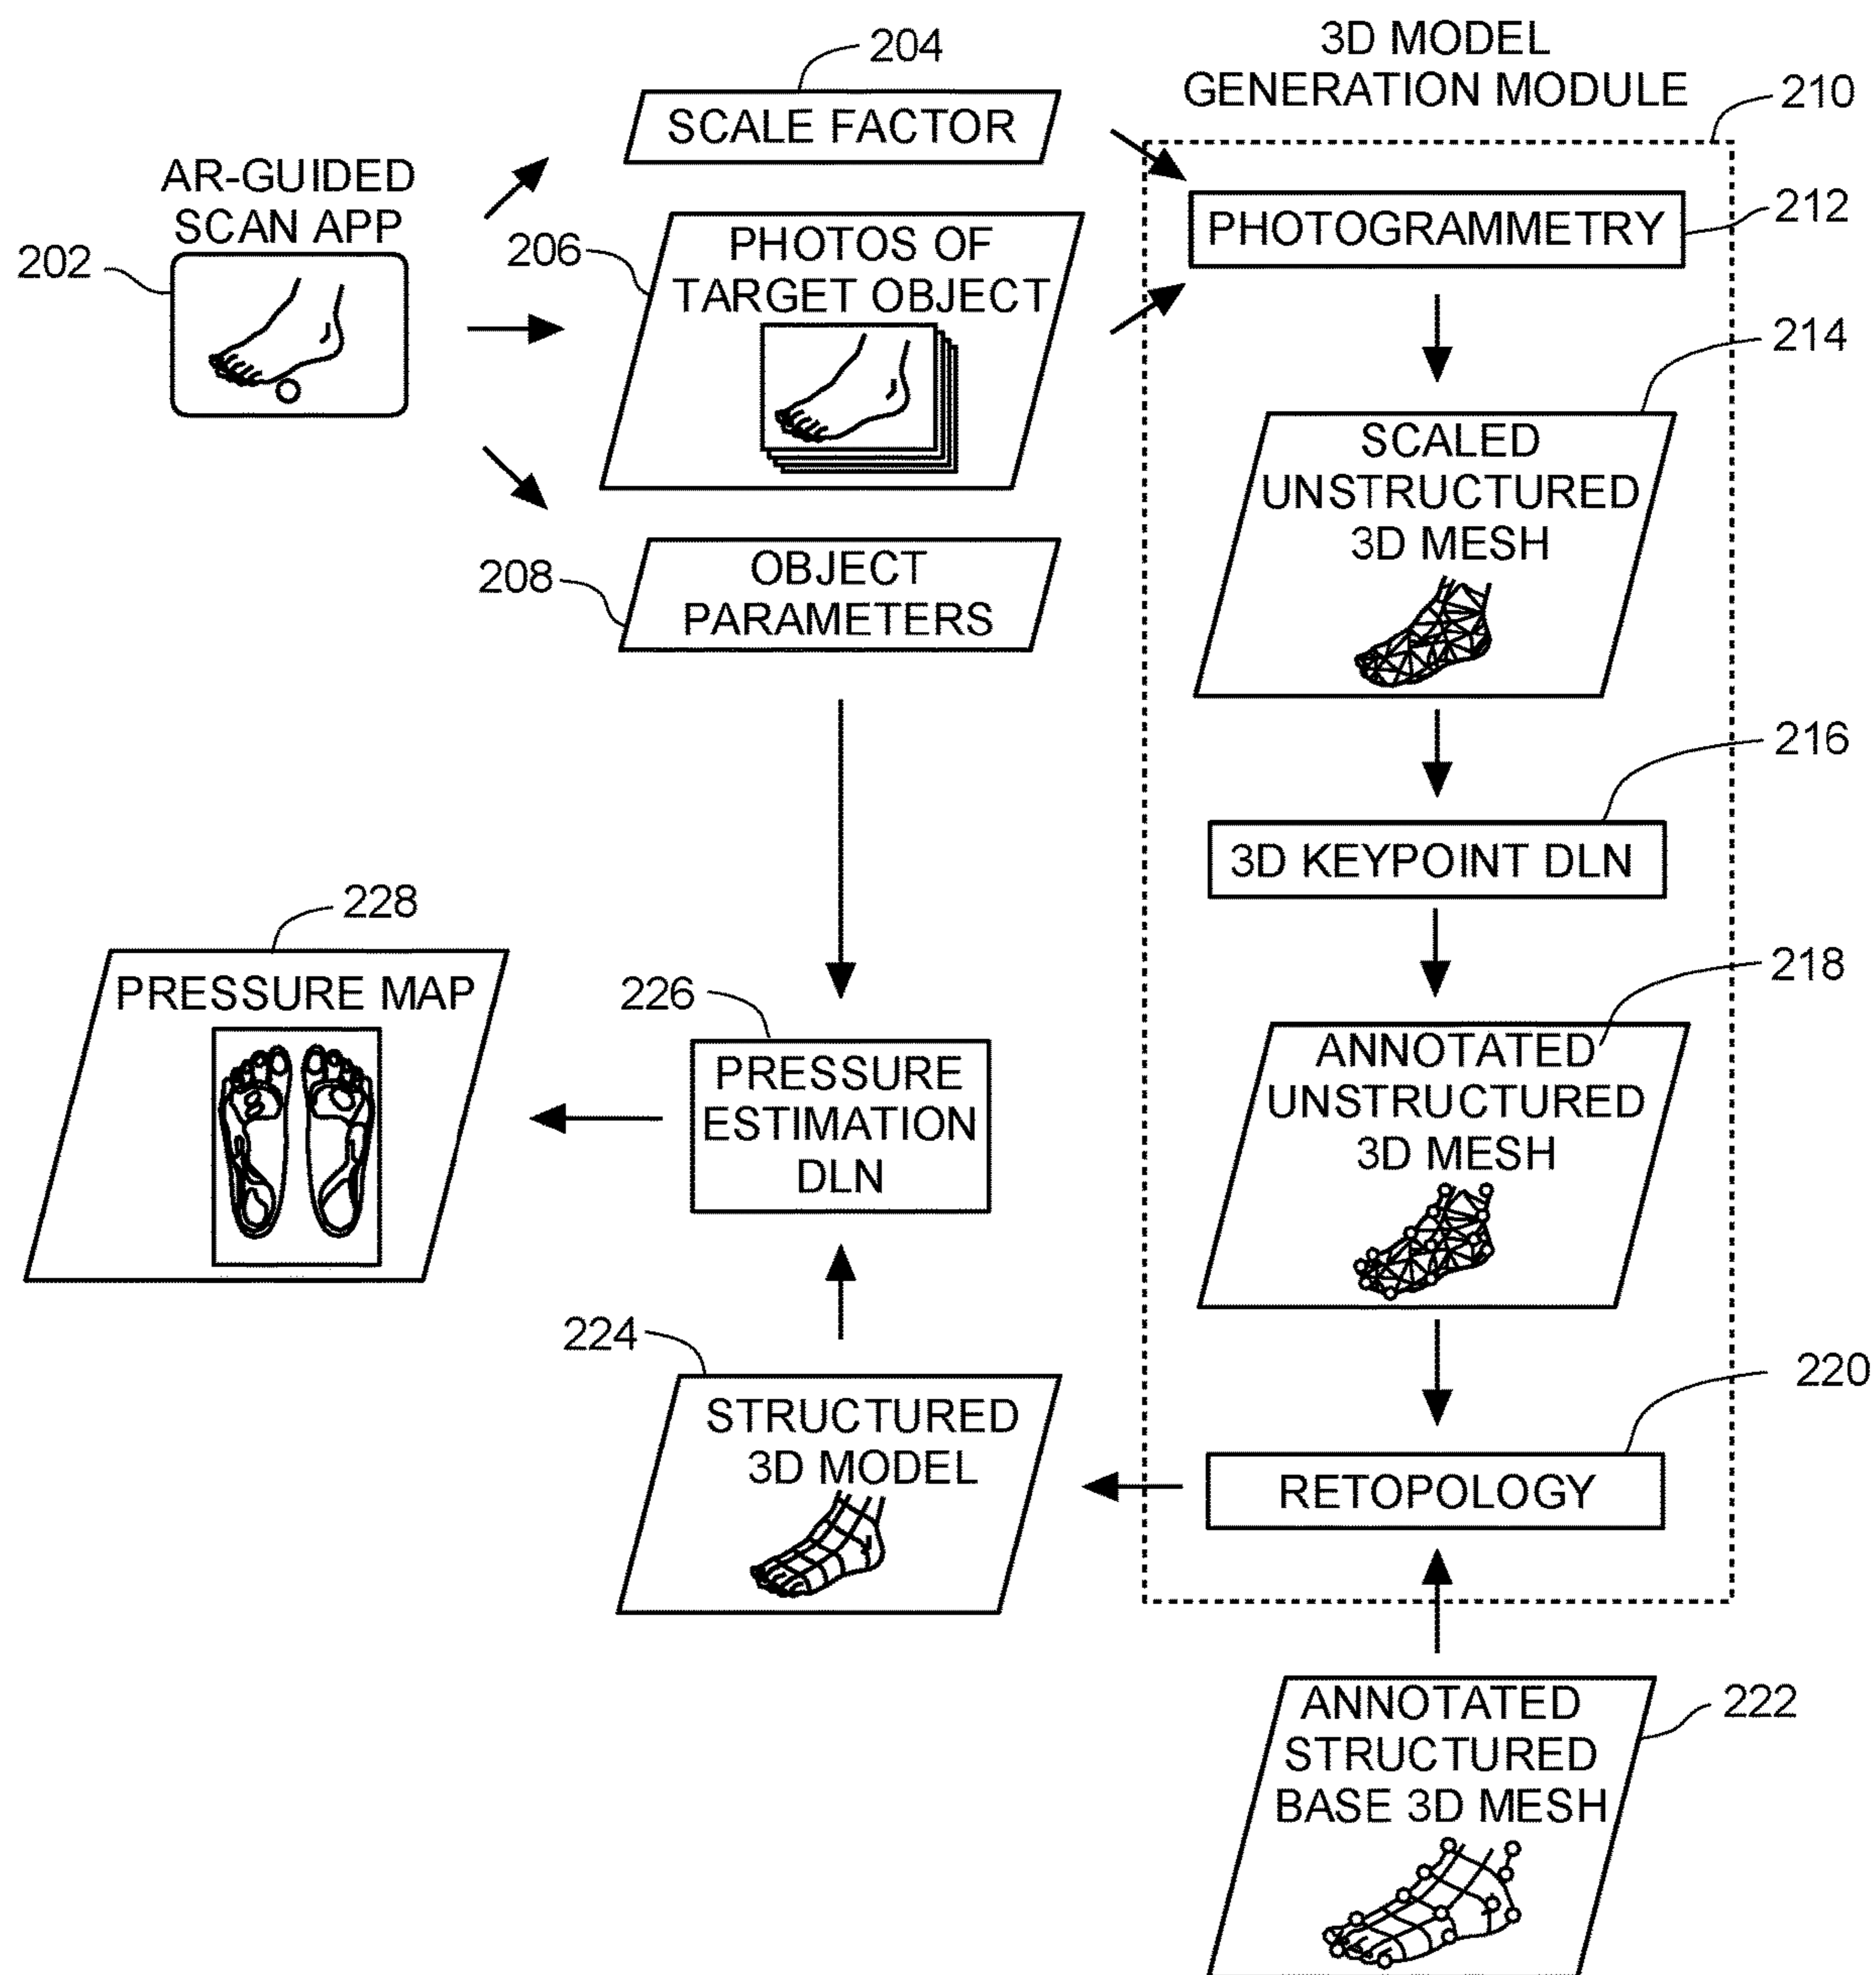 204
3D MODEL
GENERATION MODULE
210
SCALE FACTOR
AR-GUIDED
SCAN APP
202
206
PHOTOS OF
TARGET OBJECT
PHOTOGRAMMETRY
212
214
SCALED
UNSTRUCTURED
3D MESH
208
OBJECT
PARAMETERS
216
3D KEYPOINT DLN
228
PRESSURE MAP
226
PRESSURE
ESTIMATION
DLN
218
ANNOTATED
UNSTRUCTURED
3D MESH
224
STRUCTURED
3D MODEL
220
RETOPOLOGY
ANNOTATED
STRUCTURED
BASE 3D MESH
222